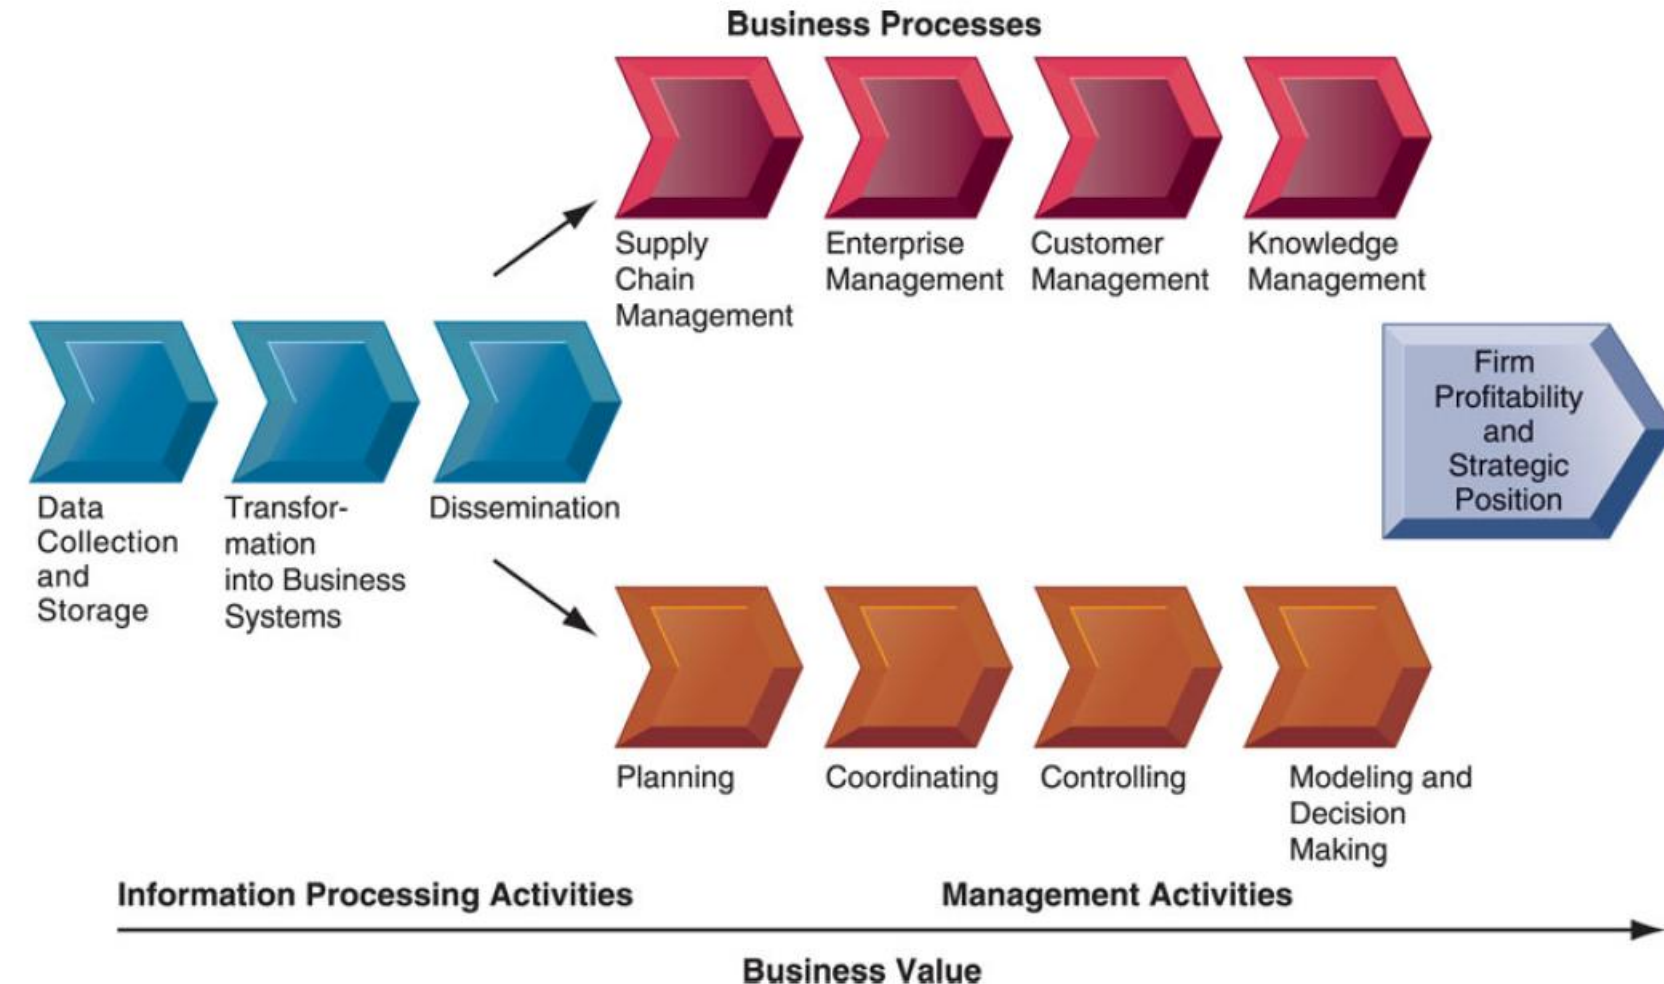 Business Processes
Supply
Chain
Management
Enterprise
Management
Customer
Management
Knowledge
Management
Data
Collection
and
Storage
Transfor-
mation
into Business
Systems
Dissemination
Firm
Profitability
and
Strategic
Position
Planning
Coordinating
Controlling
Modeling and
Decision
Making
Information Processing Activities
Management Activities
Business Value